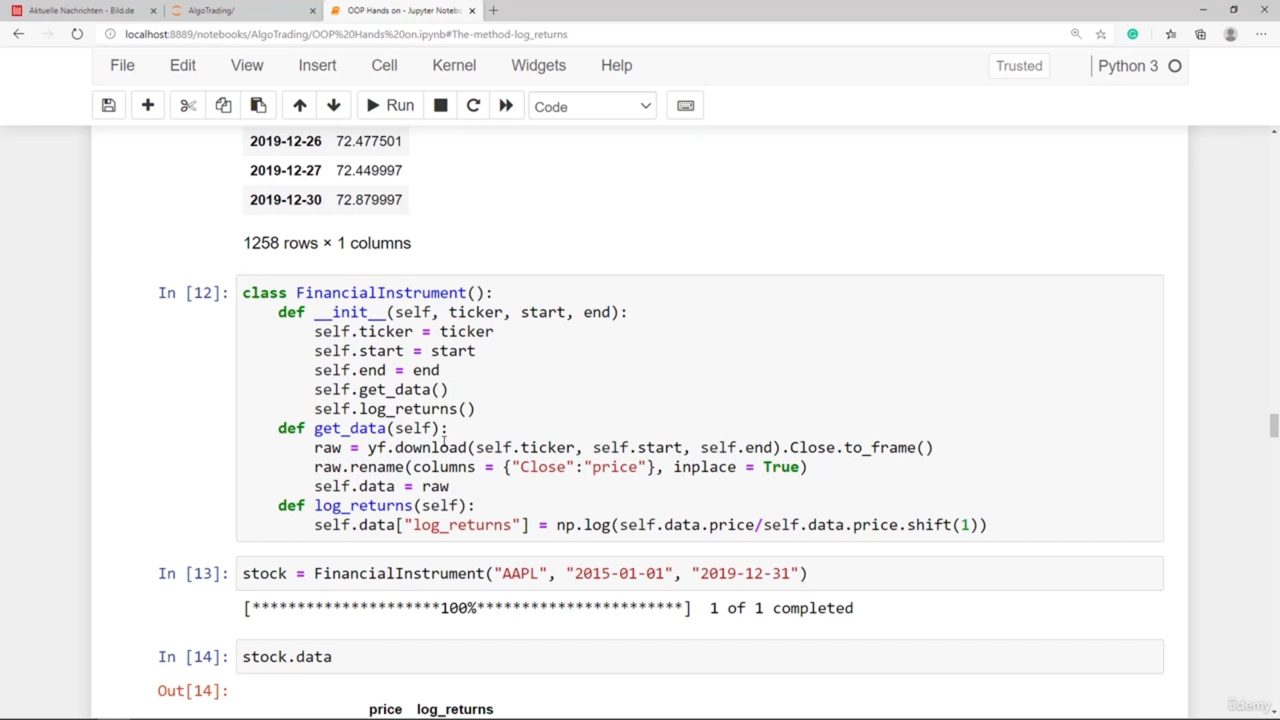 Aktuelle Nachrichten - Bild.de
AlgoTrading/
OOP Hands on - Jupyter Notebo
localhost:8889/notebooks/AlgoTrading/OOP%20Hands%20on.ipynb#The-method-log_returns
File Edit View Insert Cell Kernel Widgets Help Trusted Python 3
Run Code
2019-12-26 72.477501
2019-12-27 72.449997
2019-12-30 72.879997
1258 rows × 1 columns
In [12]: class FinancialInstrument():
def __init__(self, ticker, start, end):
self.ticker = ticker
self.start = start
self.end = end
self.get_data()
self.log_returns()
def get_data(self):
raw = yf.download(self.ticker, self.start, self.end).Close.to_frame()
raw.rename(columns = {"Close":"price"}, inplace = True)
self.data = raw
def log_returns(self):
self.data["log_returns"] = np.log(self.data.price/self.data.price.shift(1))
In [13]: stock = FinancialInstrument("AAPL", "2015-01-01", "2019-12-31")
[*********************100%***********************] 1 of 1 completed
In [14]: stock.data
Out[14]:
price log_returns
ûdemy